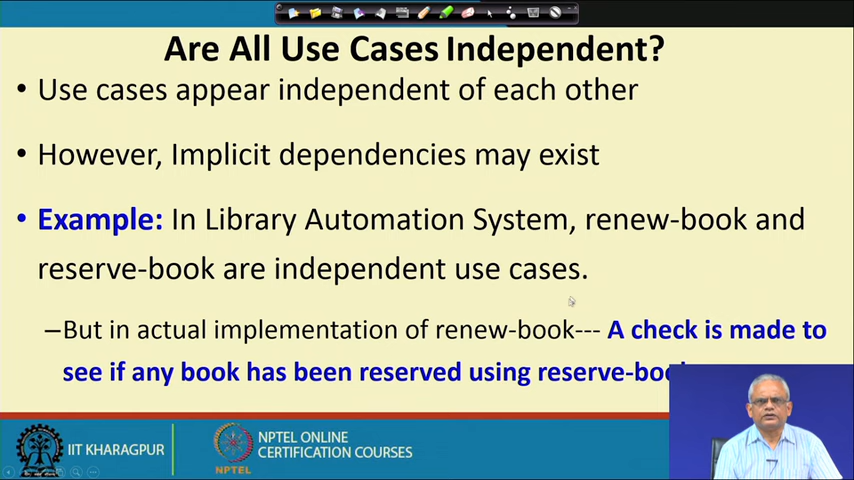 Are All Use Cases Independent?
• Use cases appear independent of each other
• However, Implicit dependencies may exist
• Example: In Library Automation System, renew-book and
reserve-book are independent use cases.
–But in actual implementation of renew-book--- A check is made to
see if any book has been reserved using reserve-book
IIT KHARAGPUR
NPTEL
NPTEL ONLINE
CERTIFICATION COURSES